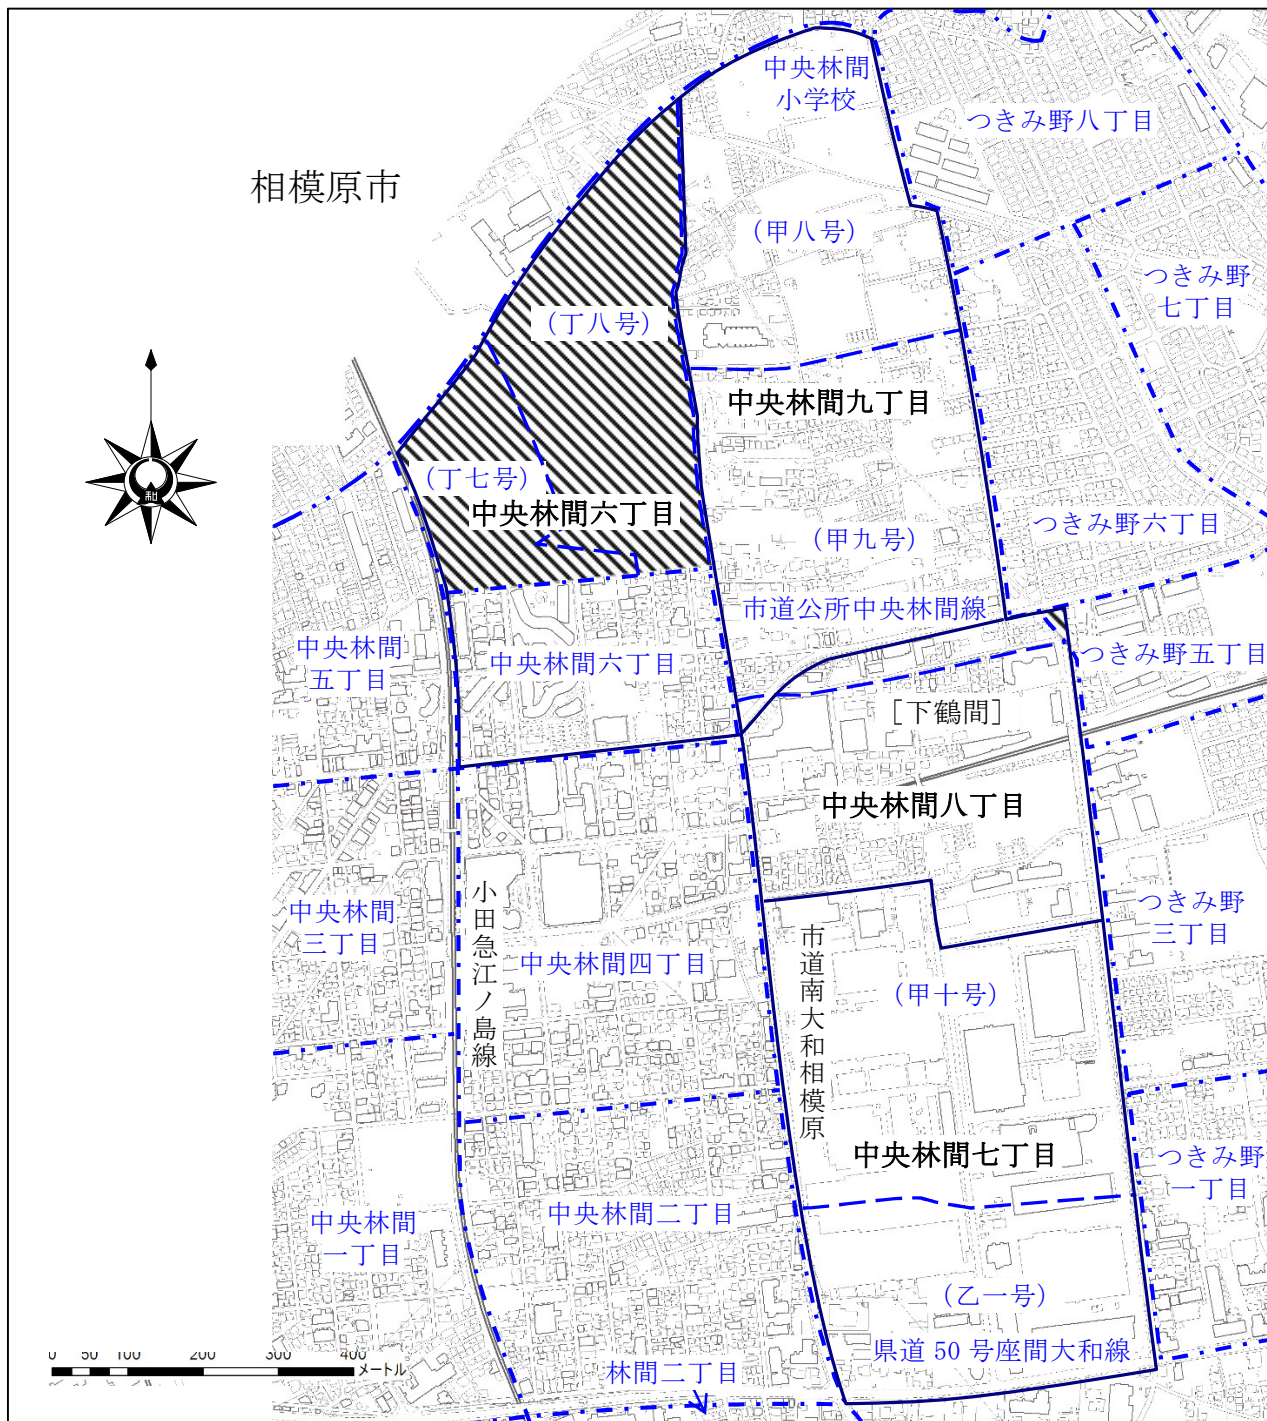 中央林間
小学校
つきみ野八丁目
相模原市
(甲八号)
つきみ野
七丁目
(丁八号)
中央林間九丁目
(丁七号)
中央林間六丁目
和
つきみ野六丁目
(甲九号)
市道公所中央林間線
中央林間
五丁目
中央林間六丁目
つきみ野五丁目
[下鶴間]
中央林間八丁目
小田急江ノ島線
中央林間
三丁目
つきみ野
三丁目
市道南大和相模原
中央林間四丁目
(甲十号)
中央林間七丁目
つきみ野
一丁目
中央林間
一丁目
中央林間二丁目
(乙一号)
県道 50 号座間大和線
0 50 100 200 300 400
メートル
林間二丁目